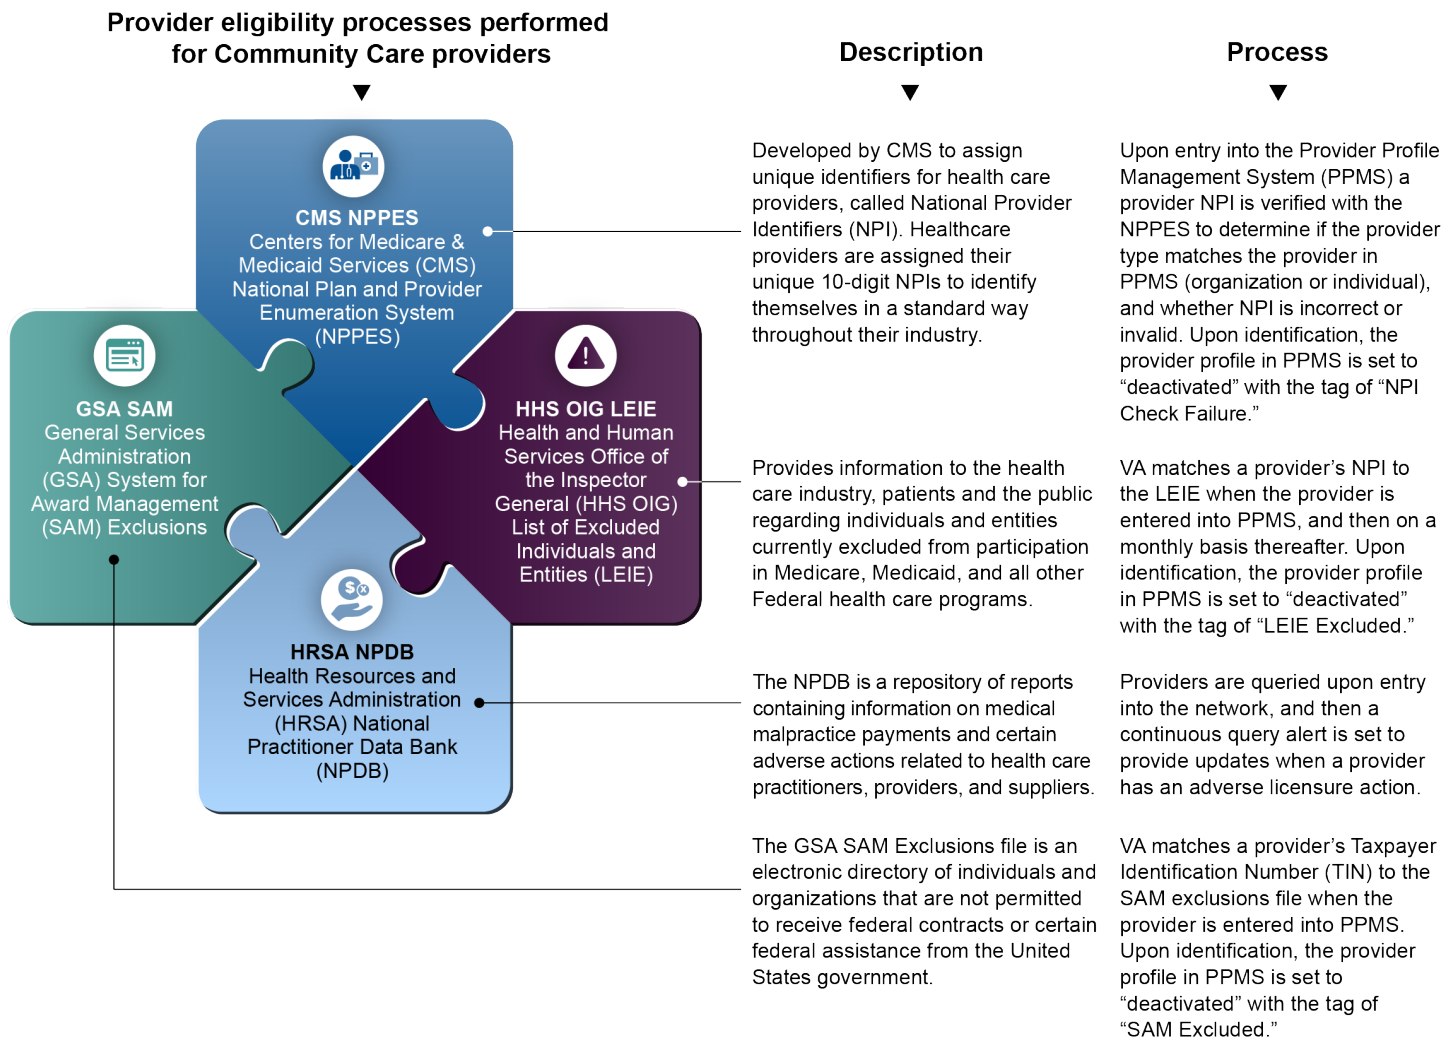 Provider eligibility processes performed
for Community Care providers
Description
Process
CMS NPPES
Centers for Medicare &
Medicaid Services (CMS)
National Plan and Provider
Enumeration System
(NPPES)
Developed by CMS to assign
unique identifiers for health care
providers, called National Provider
Identifiers (NPI). Healthcare
providers are assigned their
unique 10-digit NPIs to identify
themselves in a standard way
throughout their industry.
Upon entry into the Provider Profile
Management System (PPMS) a
provider NPI is verified with the
NPPES to determine if the provider
type matches the provider in
PPMS (organization or individual),
and whether NPI is incorrect or
invalid. Upon identification, the
provider profile in PPMS is set to
“deactivated” with the tag of “NPI
Check Failure.”
HHS OIG LEIE
Health and Human
Services Office of
the Inspector
General (HHS OIG)
List of Excluded
Individuals and
Entities (LEIE)
Provides information to the health
care industry, patients and the public
regarding individuals and entities
currently excluded from participation
in Medicare, Medicaid, and all other
Federal health care programs.
VA matches a provider’s NPI to
the LEIE when the provider is
entered into PPMS, and then on a
monthly basis thereafter. Upon
identification, the provider profile
in PPMS is set to “deactivated”
with the tag of “LEIE Excluded.”
HRSA NPDB
Health Resources and
Services Administration
(HRSA) National
Practitioner Data Bank
(NPDB)
The NPDB is a repository of reports
containing information on medical
malpractice payments and certain
adverse actions related to health care
practitioners, providers, and suppliers.
Providers are queried upon entry
into the network, and then a
continuous query alert is set to
provide updates when a provider
has an adverse licensure action.
GSA SAM
General Services
Administration
(GSA) System for
Award Management
(SAM) Exclusions
The GSA SAM Exclusions file is an
electronic directory of individuals and
organizations that are not permitted
to receive federal contracts or certain
federal assistance from the United
States government.
VA matches a provider’s Taxpayer
Identification Number (TIN) to the
SAM exclusions file when the
provider is entered into PPMS.
Upon identification, the provider
profile in PPMS is set to
“deactivated” with the tag of
“SAM Excluded.”